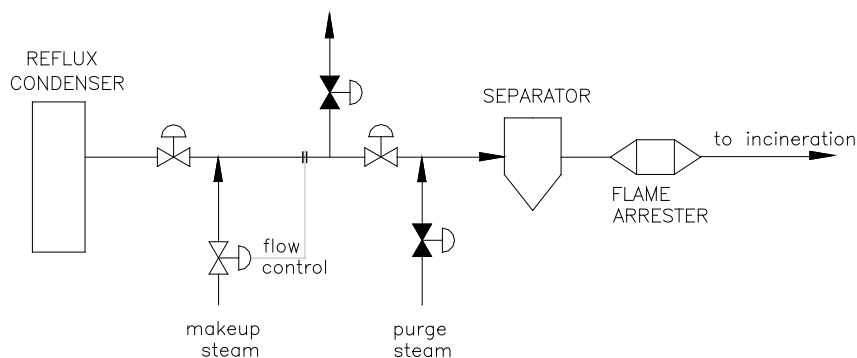 REFLUX
CONDENSER
SEPARATOR
to incineration
FLAME
ARRESTER
flow
control
makeup
steam
purge
steam